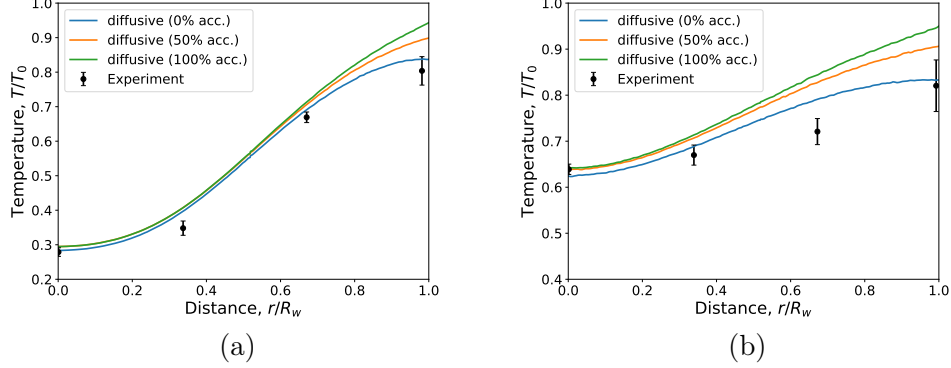 1.0
0.9
0.8
0.7
0.6
0.5
0.4
0.3
0.2
Temperature, T/T0
diffusive (0% acc.)
diffusive (50% acc.)
diffusive (100% acc.)
Experiment
0.0 0.2 0.4 0.6 0.8 1.0
Distance, r/Rw
(a)
1.0
0.9
0.8
0.7
0.6
0.5
0.4
Temperature, T/T0
diffusive (0% acc.)
diffusive (50% acc.)
diffusive (100% acc.)
Experiment
0.0 0.2 0.4 0.6 0.8 1.0
Distance, r/Rw
(b)